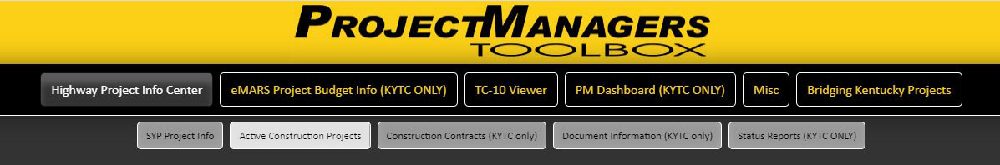 PROJECTMANAGERS
TOOLBOX
Highway Project Info Center eMARS Project Budget Info (KYTC ONLY) TC-10 Viewer PM Dashboard (KYTC ONLY) Misc Bridging Kentucky Projects
SYP Project Info Active Construction Projects Construction Contracts (KYTC only) Document Information (KYTC only) Status Reports (KYTC ONLY)